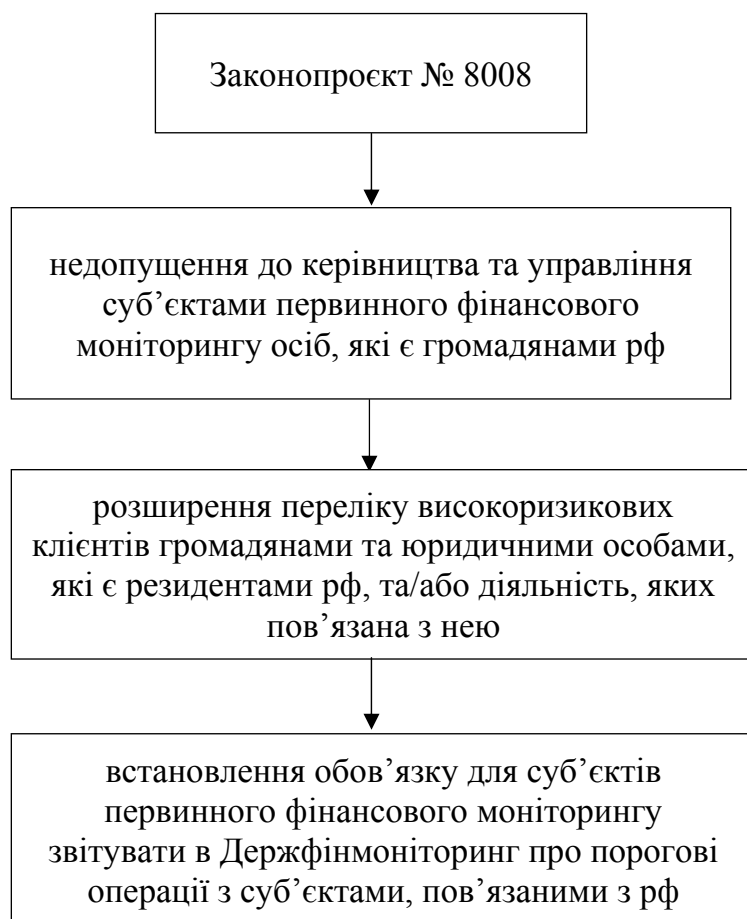 Законопроєкт № 8008
недопущення до керівництва та управління
суб’єктами первинного фінансового
моніторингу осіб, які є громадянами рф
розширення переліку високоризикових
клієнтів громадянами та юридичними особами,
які є резидентами рф, та/або діяльність, яких
пов’язана з нею
встановлення обов’язку для суб’єктів
первинного фінансового моніторингу
звітувати в Держфінмоніторинг про порогові
операції з суб’єктами, пов’язаними з рф